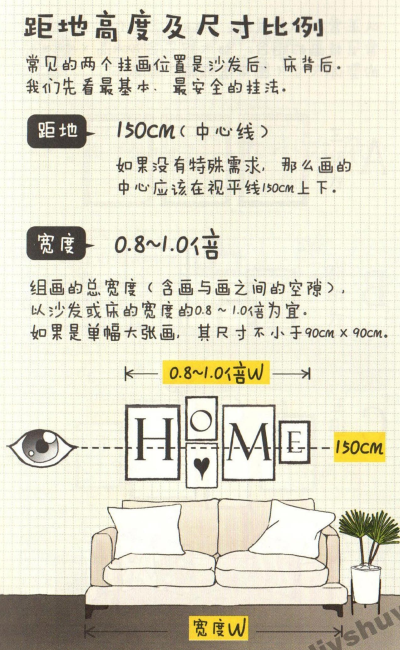 距地高度及尺寸比例
常见的两个挂画位置是沙发后、床背后。
我们先看最基本、最安全的挂法。
距地 150CM(中心线)
如果没有特殊需求，那么画的
中心应该在视平线150cm上下。
宽度 0.8~1.0倍
组画的总宽度（含画与画之间的空隙），
以沙发或床的宽度的0.8~1.0倍为宜。
如果是单幅大张画，其尺寸不小于90cm×90cm。
0.8~1.0倍W
HOME
150CM
宽度W